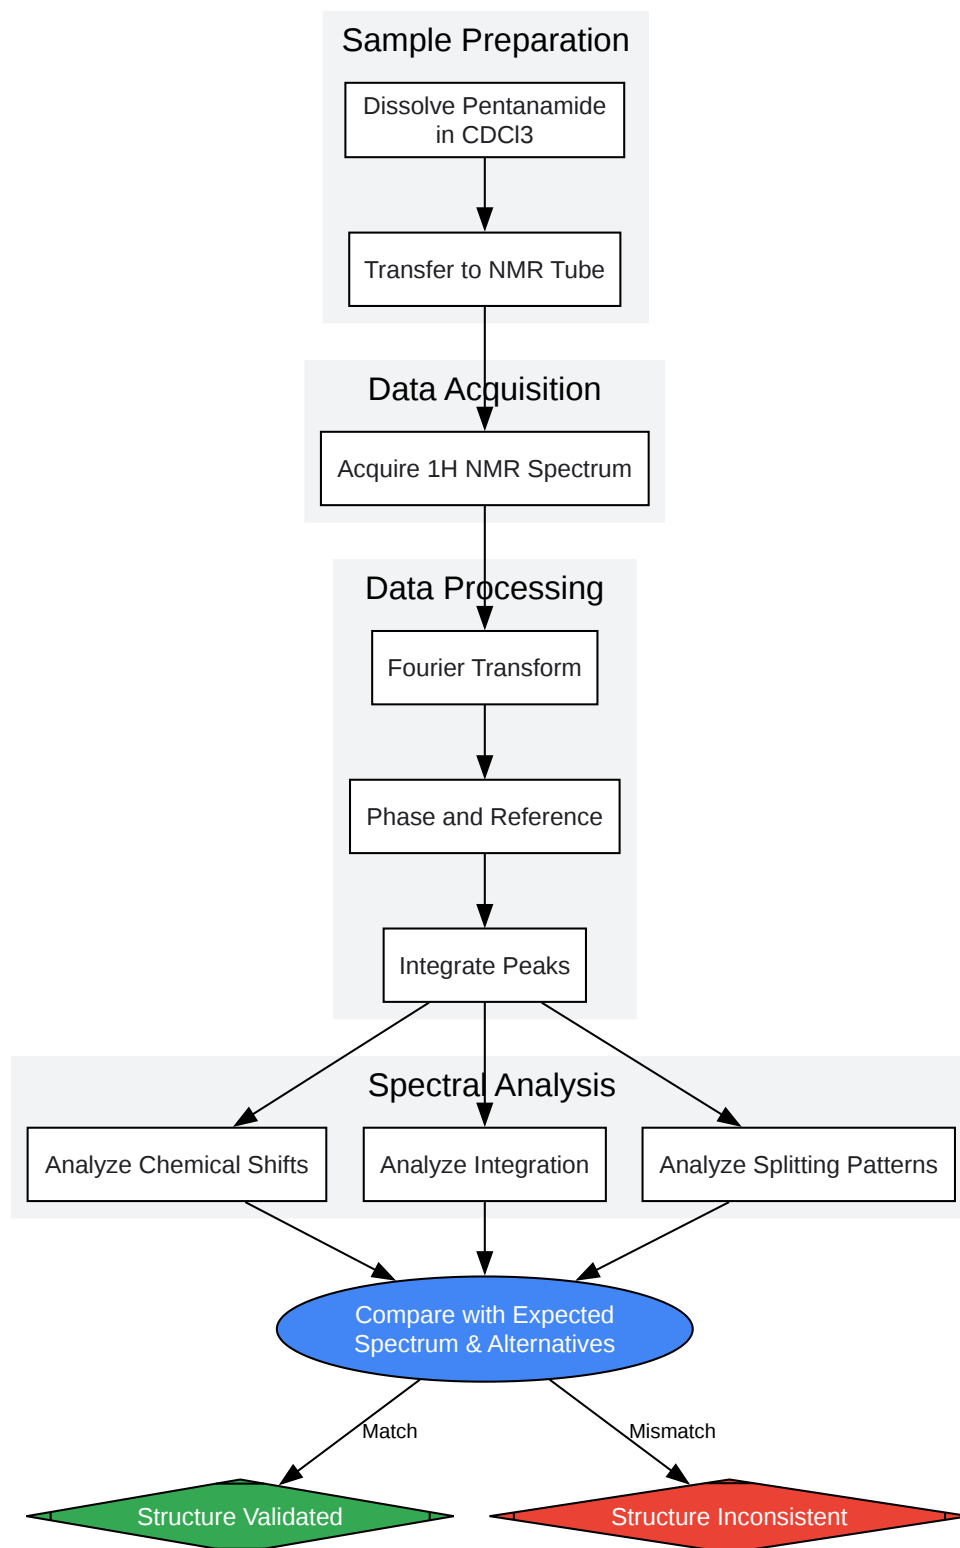 Sample Preparation
Dissolve Pentanamide
in CDCl3
Transfer to NMR Tube
Data Acquisition
Acquire 1H NMR Spectrum
Data Processing
Fourier Transform
Phase and Reference
Integrate Peaks
Spectral Analysis
Analyze Chemical Shifts
Analyze Integration
Analyze Splitting Patterns
Compare with Expected
Spectrum & Alternatives
Match
Mismatch
Structure Validated
Structure Inconsistent